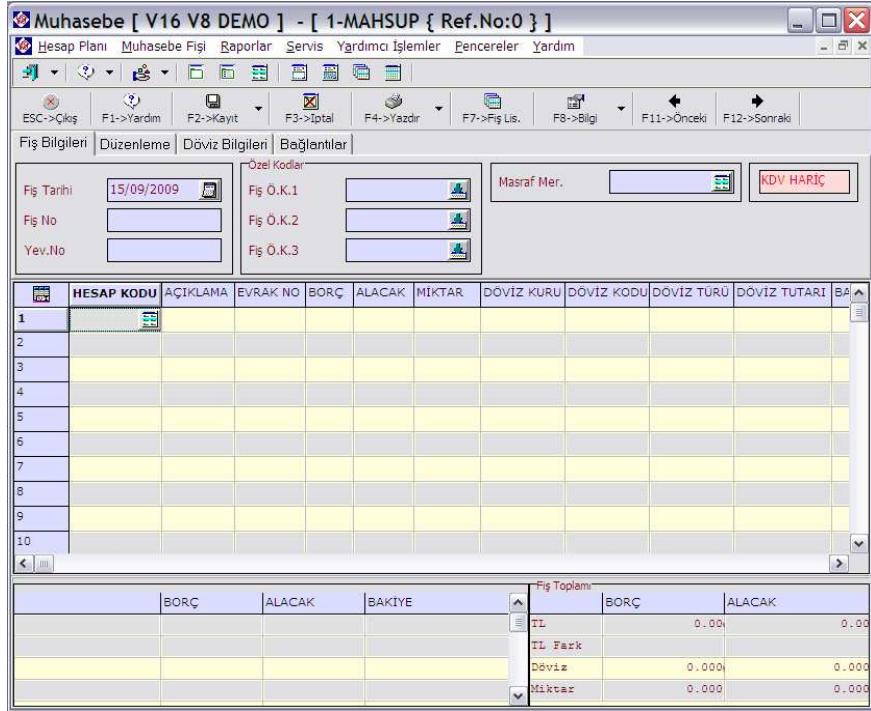 Muhasebe [ V16 V8 DEMO ] - [ 1-MAHSUP { Ref.No:0 } ]
Hesap Planı Muhasebe Fişi Raporlar Servis Yardımcı İşlemler Pencereler Yardım
ESC->Çıkış F1->Yardım F2->Kayıt F3->İptal F4->Yazdır F7->Fiş Lis. F8->Bilgi F11->Önceki F12->Sonraki
Fiş Bilgileri Düzenleme Döviz Bilgileri Bağlantılar
Özel Kodlar
Fiş Tarihi 15/09/2009 Fiş Ö.K.1 Masraf Mer. KDV HARİÇ
Fiş No Fiş Ö.K.2
Yev.No Fiş Ö.K.3
HESAP KODU AÇIKLAMA EVRAK NO BORÇ ALACAK MİKTAR DÖVİZ KURU DÖVİZ KODU DÖVİZ TÜRÜ DÖVİZ TUTARI BA
1
2
3
4
5
6
7
8
9
10
Fiş Toplamı
BORÇ ALACAK BAKİYE BORÇ ALACAK
TL 0.00 0.00
TL Fark
Döviz 0.000 0.000
Miktar 0.000 0.000